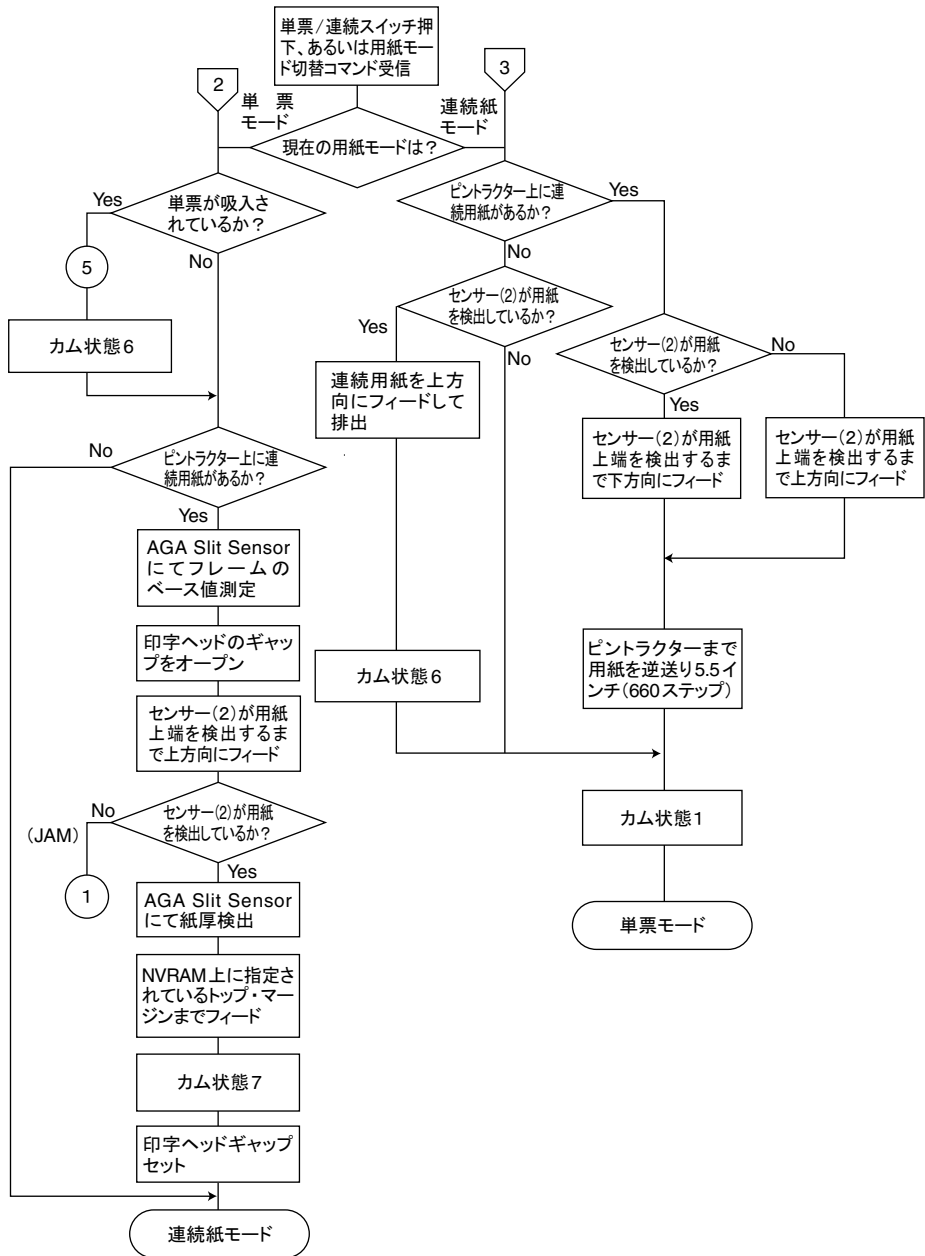 単票/連続スイッチ押
下、あるいは用紙モー
ド切替コマンド受信
2
3
単 票
モード
連続紙
モード
現在の用紙モードは？
Yes
単票が吸入さ
れているか？
No
5
カム状態6
ピントラクター上に連
続用紙があるか？
Yes
No
センサー(2)が用紙
を検出しているか？
Yes
No
連続用紙を上方
向にフィードして
排出
センサー(2)が用紙
を検出しているか？
No
Yes
センサー(2)が用紙
上端を検出するま
で下方向にフィード
センサー(2)が用紙
上端を検出するま
で上方向にフィード
No
ピントラクター上に連
続用紙があるか？
Yes
AGA Slit Sensor
にてフレームの
ベース値測定
印字ヘッドのギャッ
プをオープン
センサー(2)が用紙
上端を検出するま
で上方向にフィード
カム状態6
ピントラクターまで
用紙を逆送り5.5イ
ンチ(660ステップ)
No
(JAM)
センサー(2)が用紙
を検出しているか？
Yes
1
カム状態1
単票モード
AGA Slit Sensor
にて紙厚検出
NVRAM上に指定さ
れているトップ・マー
ジンまでフィード
カム状態7
印字ヘッドギャップ
セット
連続紙モード